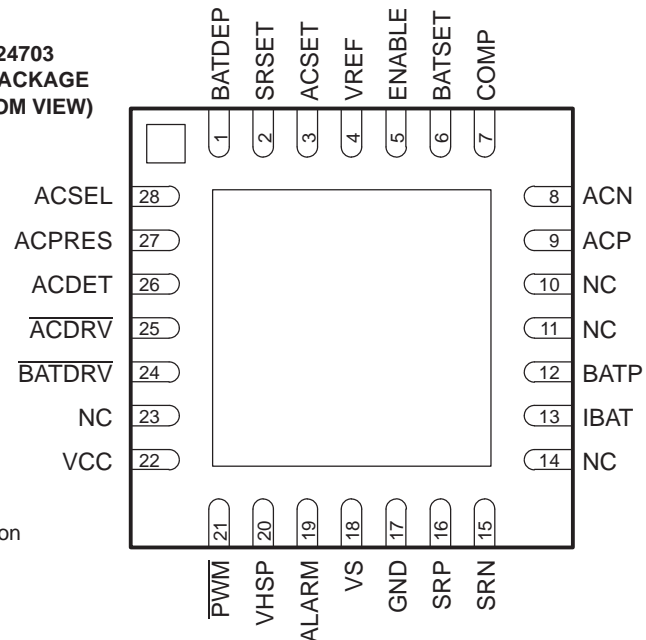 24703
PACKAGE
OM VIEW)
BATDEP
SRSET
ACSET
VREF
ENABLE
BATSET
COMP
1
2
3
4
5
6
7
ACSEL 28
ACPRES 27
ACDET 26
ACDRV 25
BATDRV 24
NC 23
VCC 22
8 ACN
9 ACP
10 NC
11 NC
12 BATP
13 IBAT
14 NC
on
21
20
19
18
17
16
15
PWM
VHSP
ALARM
VS
GND
SRP
SRN